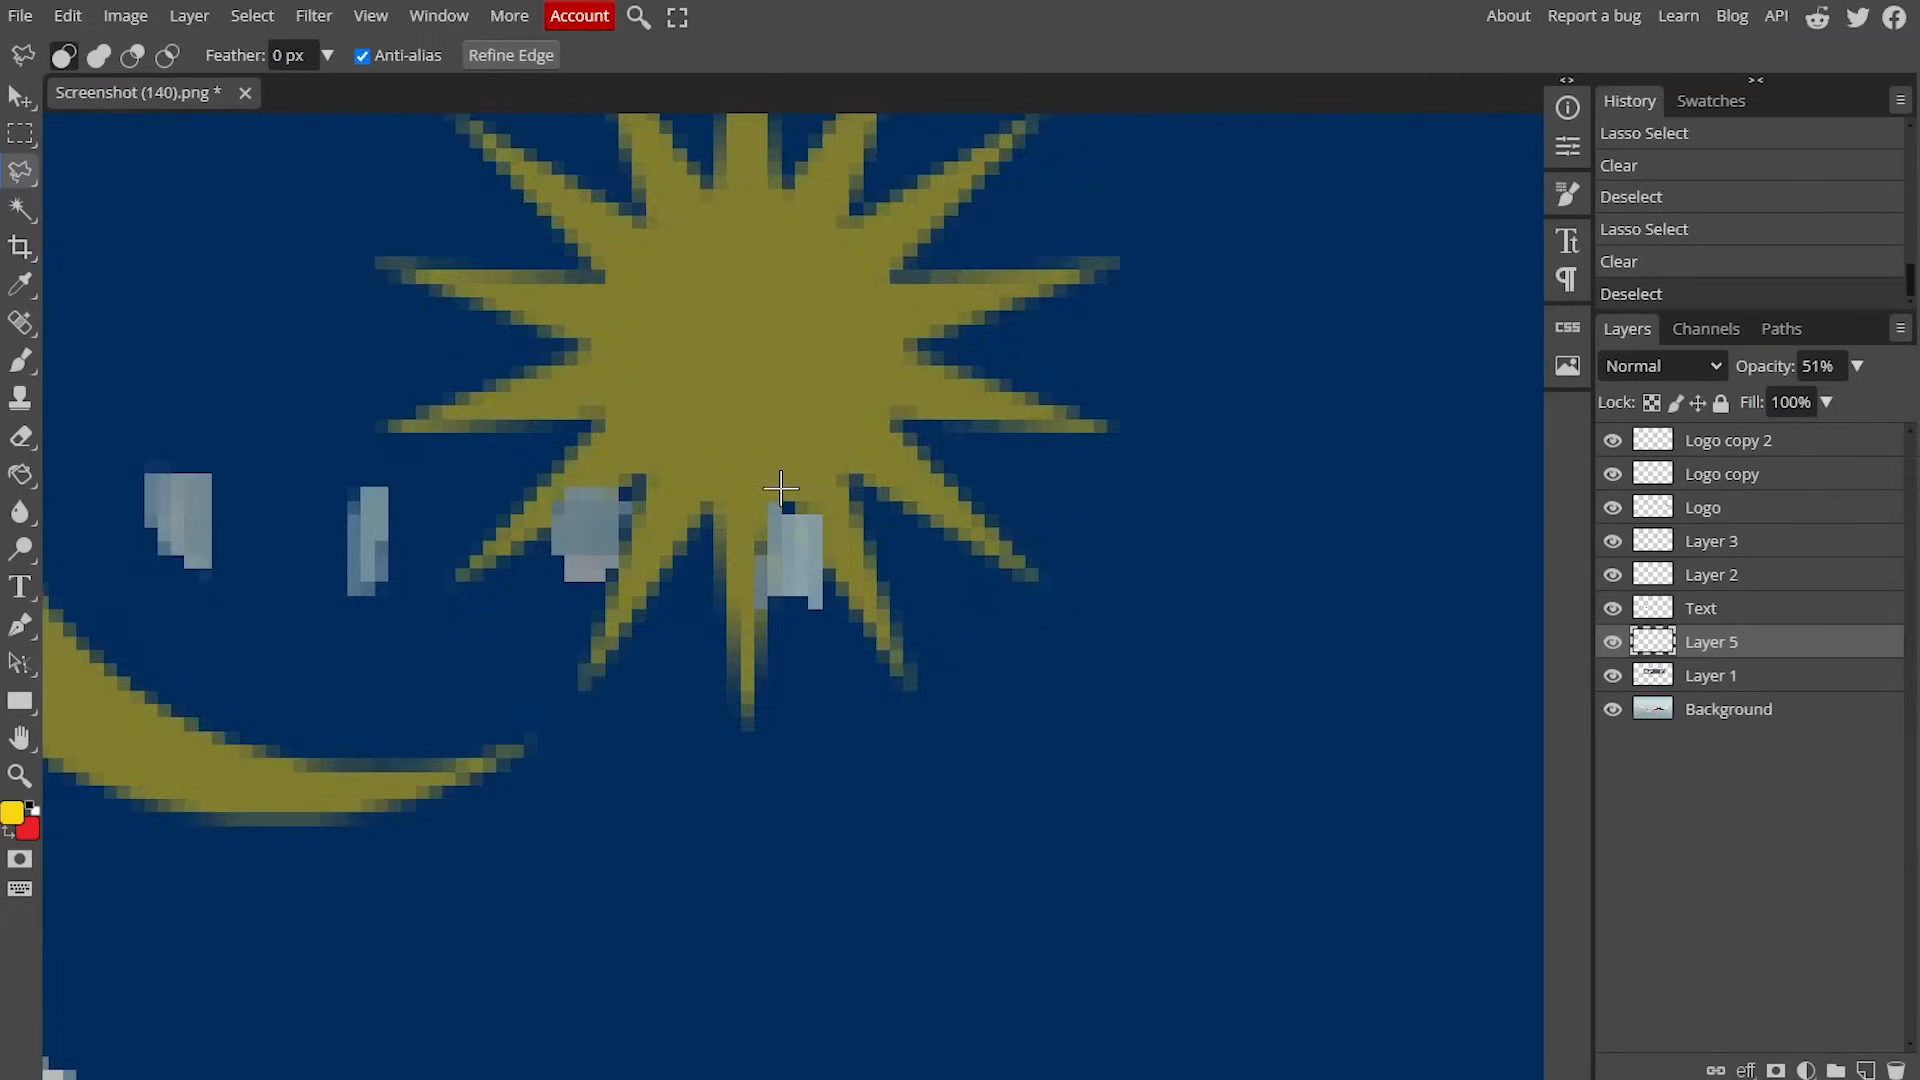 File Edit Image Layer Select Filter View Window More Account About Report a bug Learn Blog API
Feather: 0 px Anti-alias Refine Edge
Screenshot (140).png *
History Swatches
Lasso Select
Clear
Deselect
Lasso Select
Clear
Deselect
CSS
Layers Channels Paths
Normal Opacity: 51%
Lock: Fill: 100%
Logo copy 2
Logo copy
Logo
Layer 3
Layer 2
Text
Layer 5
Layer 1
Background
eff